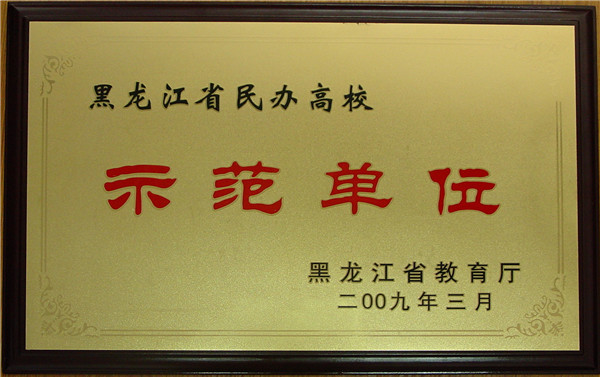 黑龙江省民办高校
示范单位
黑龙江省教育厅
二00九年三月